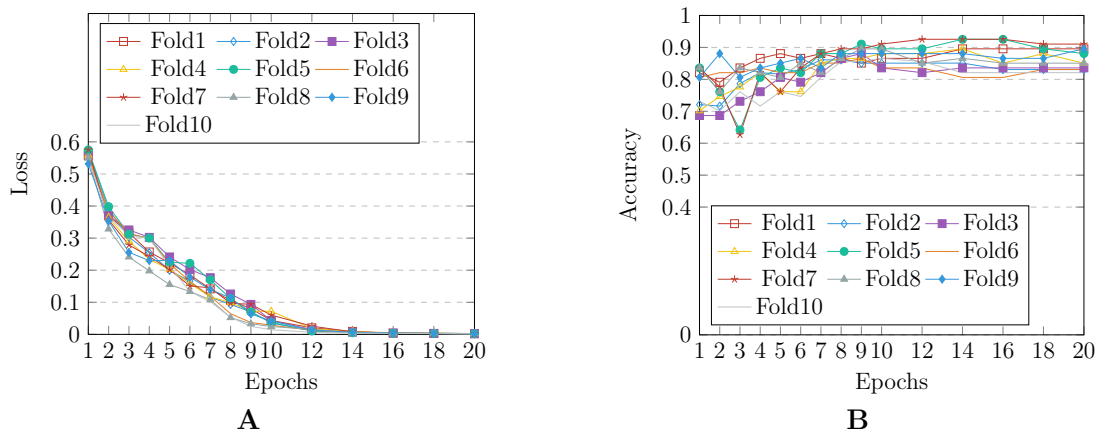 Fold1 Fold2 Fold3
Fold4 Fold5 Fold6
Fold7 Fold8 Fold9
Fold10
0.6
0.5
0.4
0.3
0.2
0.1
0
Loss
1 2 3 4 5 6 7 8 9 10 12 14 16 18 20
Epochs
A
1
0.9
0.8
0.7
0.6
0.5
0.4
0
Accuracy
Fold1 Fold2 Fold3
Fold4 Fold5 Fold6
Fold7 Fold8 Fold9
Fold10
1 2 3 4 5 6 7 8 9 10 12 14 16 18 20
Epochs
B